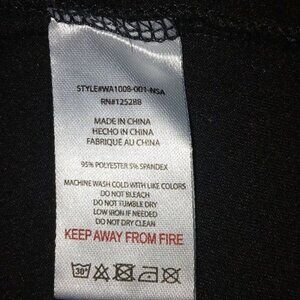 STYLE#WA1008-001-NSA
RN#125288
MADE IN CHINA
HECHO IN CHINA
FABRIQUÉ AU CHINA
95% POLYESTER 5% SPANDEX
MACHINE WASH COLD WITH LIKE COLORS
DO NOT BLEACH
DO NOT TUMBLE DRY
LOW IRON IF NEEDED
DO NOT DRY CLEAN
KEEP AWAY FROM FIRE
30°